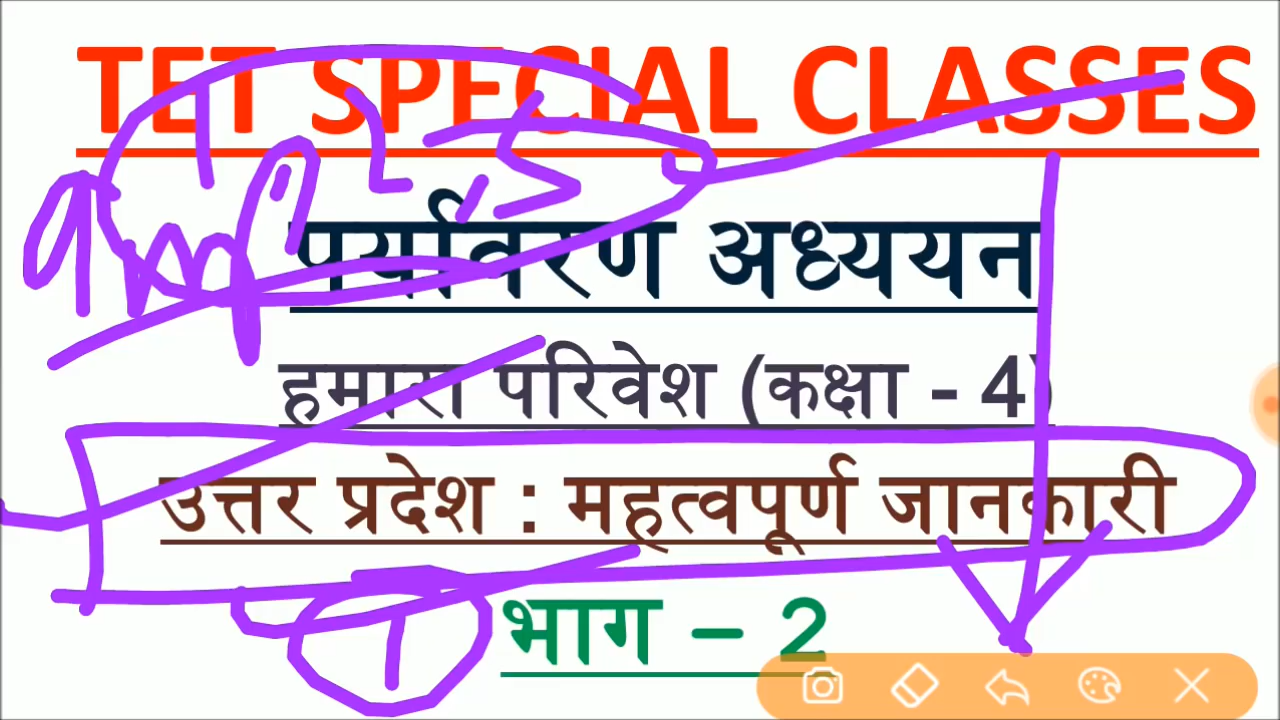 TET SPECIAL CLASSES
पर्यावरण अध्ययन
हमारा परिवेश (कक्षा - 4)
उत्तर प्रदेश : महत्वपूर्ण जानकारी
भाग – 2